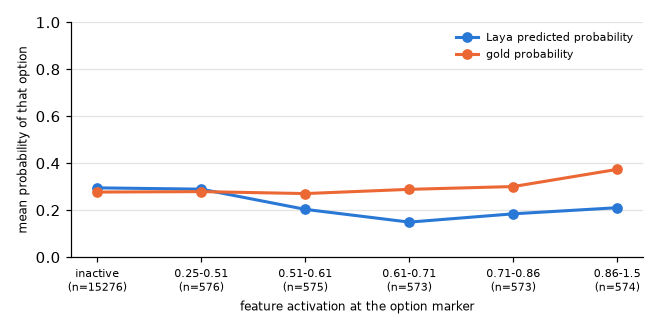 mean probability of that option
1.0
0.8
0.6
0.4
0.2
0.0
Laya predicted probability
gold probability
inactive
(n=15276)
0.25-0.51
(n=576)
0.51-0.61
(n=575)
0.61-0.71
(n=573)
0.71-0.86
(n=573)
0.86-1.5
(n=574)
feature activation at the option marker